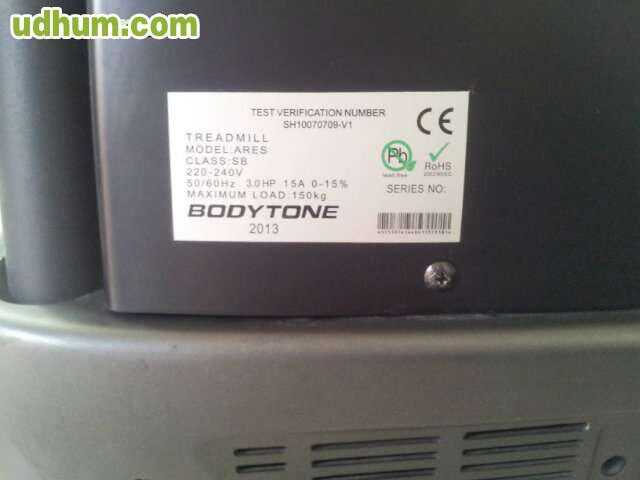 udhum.com
TEST VERIFICATION NUMBER
SH10070709-V1
TREADMILL
MODEL:ARES
CLASS:SB
220-240V
50/60Hz 3.0HP 15A 0-15%
MAXIMUM LOAD:150kg
BODYTONE
2013
CE
Pb
lead free
RoHS
SERIES NO: